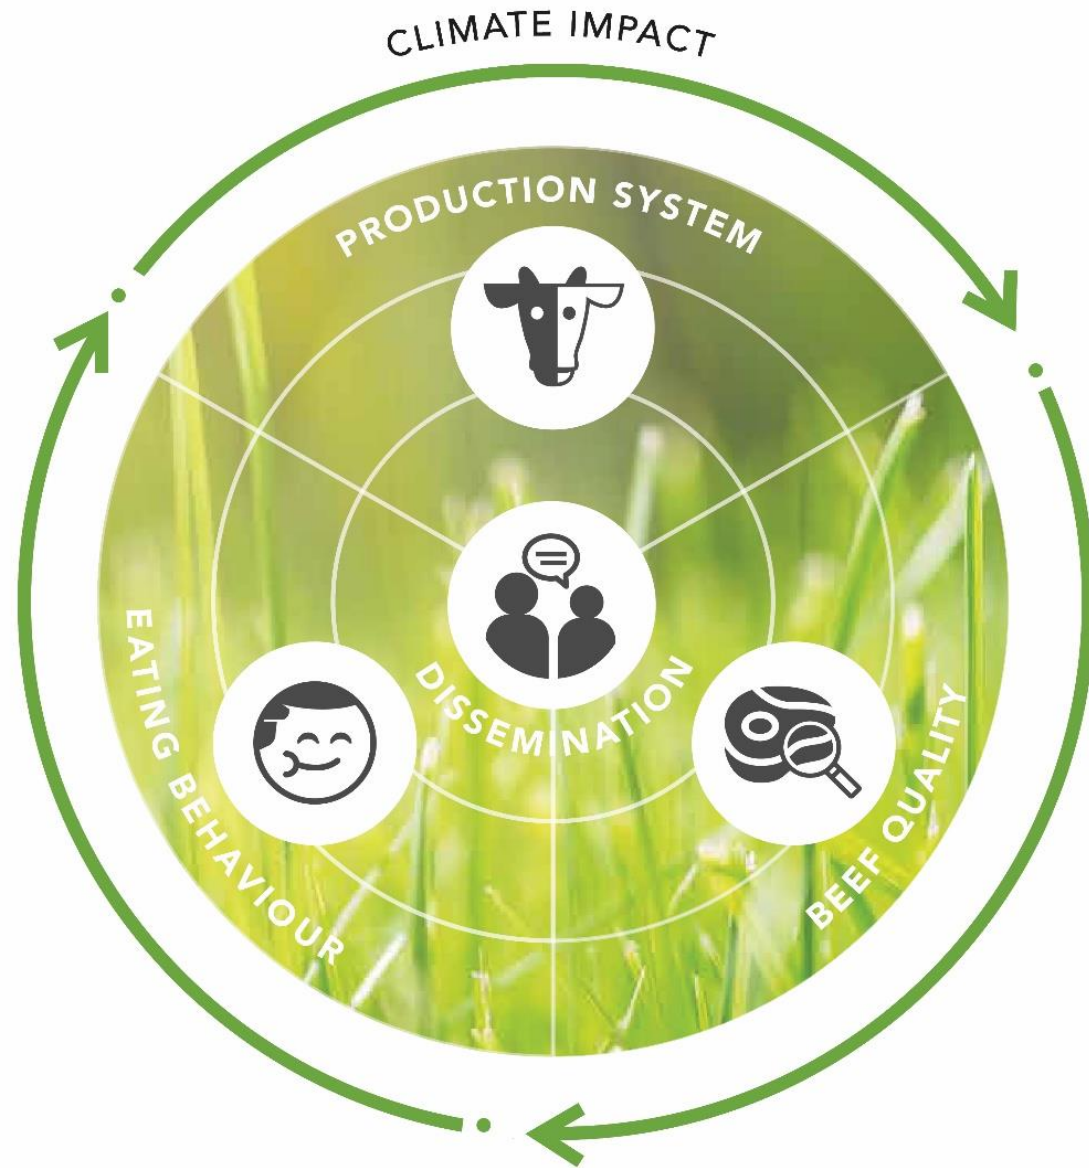 CLIMATE IMPACT
PRODUCTION SYSTEM
EATING BEHAVIOUR
DISSEMINATION
BEEF QUALITY